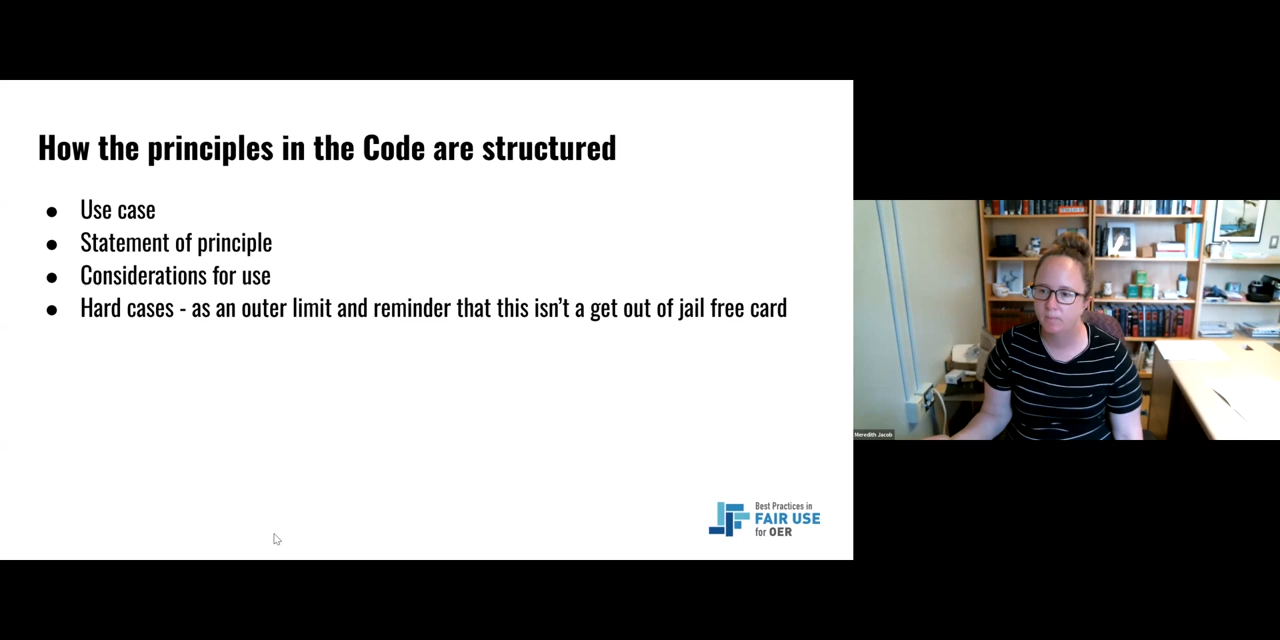 How the principles in the Code are structured
● Use case
● Statement of principle
● Considerations for use
● Hard cases - as an outer limit and reminder that this isn’t a get out of jail free card
Best Practices in
FAIR USE
for OER
Meredith Jacob